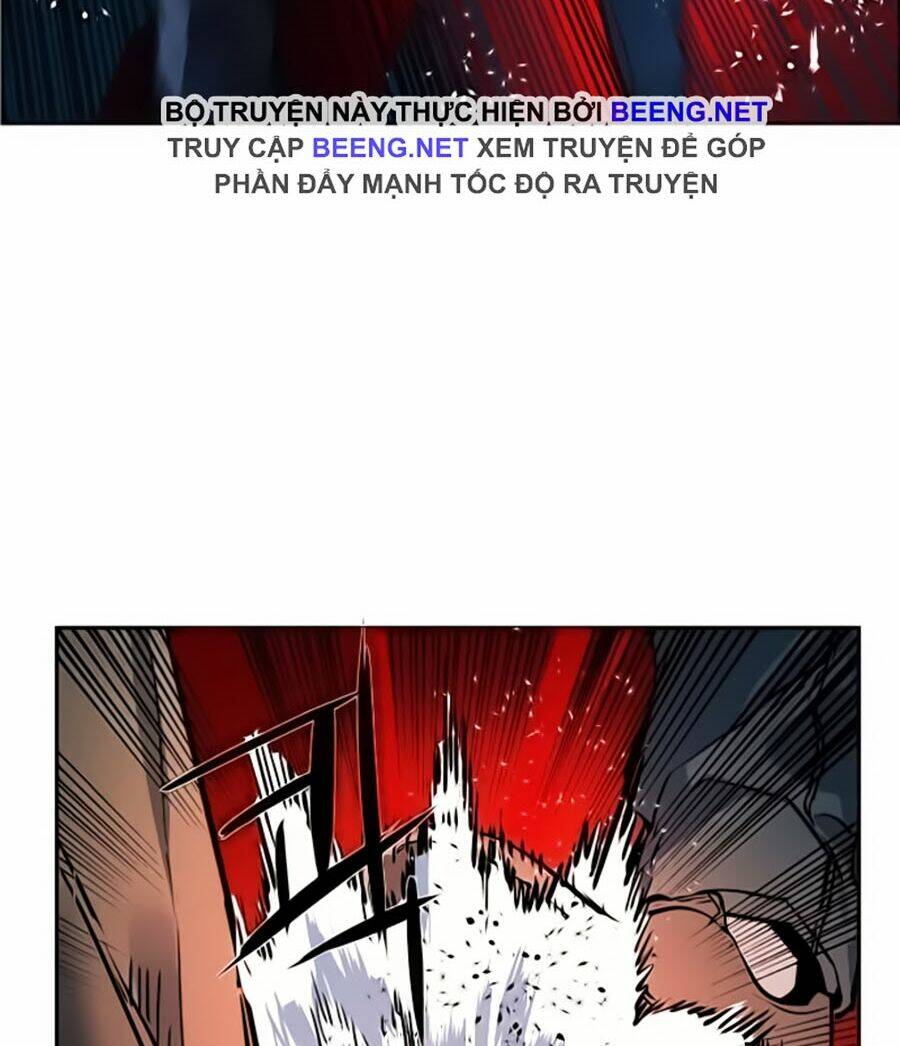 BỘ TRUYỆN NÀY THỰC HIỆN BỞI BEENG.NET
TRUY CẬP BEENG.NET XEM TRUYỆN ĐỂ GÓP
PHẦN ĐẨY MẠNH TỐC ĐỘ RA TRUYỆN